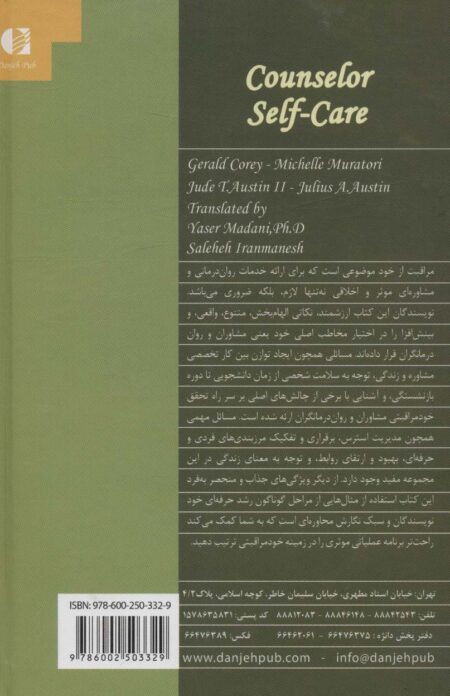 Danjeh Pub
Counselor
Self-Care
Gerald Corey - Michelle Muratori
Jude T.Austin II - Julius A.Austin
Translated by
Yaser Madani,Ph.D
Saleheh Iranmanesh
مراقبت از خود موضوعی است که برای ارائه خدمات روان‌درمانی و
مشاوره‌ای موثر و اخلاقی نه‌تنها لازم، بلکه ضروری می‌باشد.
نویسندگان این کتاب ارزشمند، نکاتی الهام‌بخش، متنوع، واقعی، و
بینش‌افزا را در اختیار مخاطب اصلی خود یعنی مشاوران و روان
درمانگران قرار داده‌اند. مسائلی همچون ایجاد توازن بین کار تخصصی
مشاوره و زندگی، توجه به سلامت شخصی از زمان دانشجویی تا دوره
بازنشستگی، و آشنایی با برخی از چالش‌های اصلی بر سر راه تحقق
خودمراقبتی مشاوران و روان‌درمانگران ارئه شده است. مسائل مهمی
همچون مدیریت استرس، برقراری و تفکیک مرزبندی‌های فردی و
حرفه‌ای، بهبود و ارتقای روابط، و توجه به معنای زندگی در این
مجموعه مفید وجود دارد. از دیگر ویژگی‌های جذاب و منحصر به‌فرد
این کتاب استفاده از مثال‌هایی از مراحل گوناگون رشد حرفه‌ای خود
نویسندگان و سبک نگارش محاوره‌ای است که به شما کمک می‌کند
راحت‌تر برنامه عملیاتی موثری را در زمینه خودمراقبتی ترتیب دهید.
تهران: خیابان استاد مطهری، خیابان سلیمان خاطر، کوچه اسلامی، پلاک۴/۲
تلفن: ۸۸۸۴۲۵۴۳ - ۸۸۸۴۶۱۴۸ - ۸۸۸۱۲۰۸۳ کد پستی: ۱۵۷۸۶۳۵۸۳۱
دفتر پخش دانژه : ۶۶۴۷۶۳۷۵ - ۶۶۴۶۲۰۶۱ فکس: ۶۶۴۷۶۳۸۹
www.danjehpub.com - info@danjehpub.com
ISBN: 978-600-250-332-9
9 786002 503329